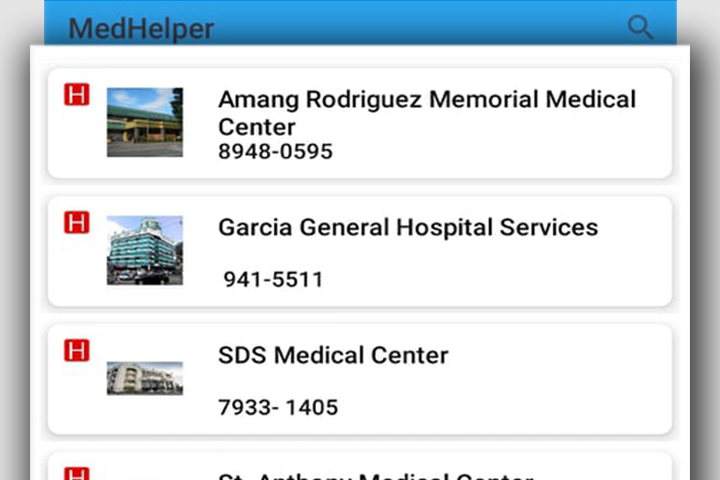 MedHelper
H
Amang Rodriguez Memorial Medical
Center
8948-0595
H
Garcia General Hospital Services
941-5511
H
SDS Medical Center
7933- 1405
H
St. Anthony Medical Center